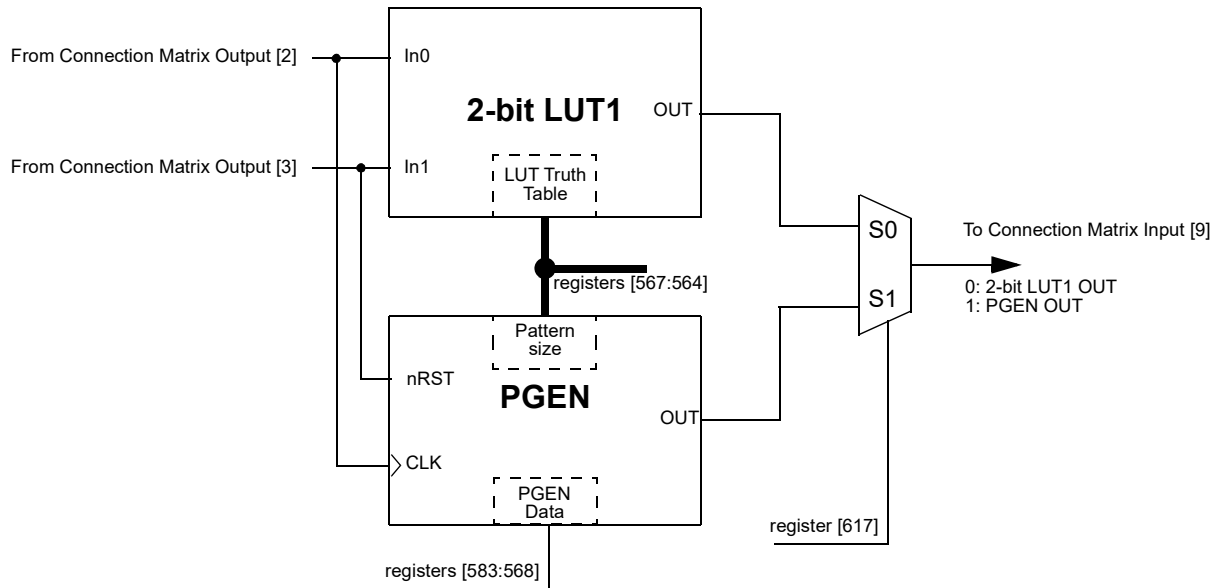 From Connection Matrix Output [2]
In0
2-bit LUT1
OUT
From Connection Matrix Output [3]
In1
LUT Truth
Table
S0
To Connection Matrix Input [9]
registers [567:564]
0: 2-bit LUT1 OUT
S1
1: PGEN OUT
Pattern
size
nRST
PGEN
OUT
CLK
PGEN
Data
register [617]
registers [583:568]